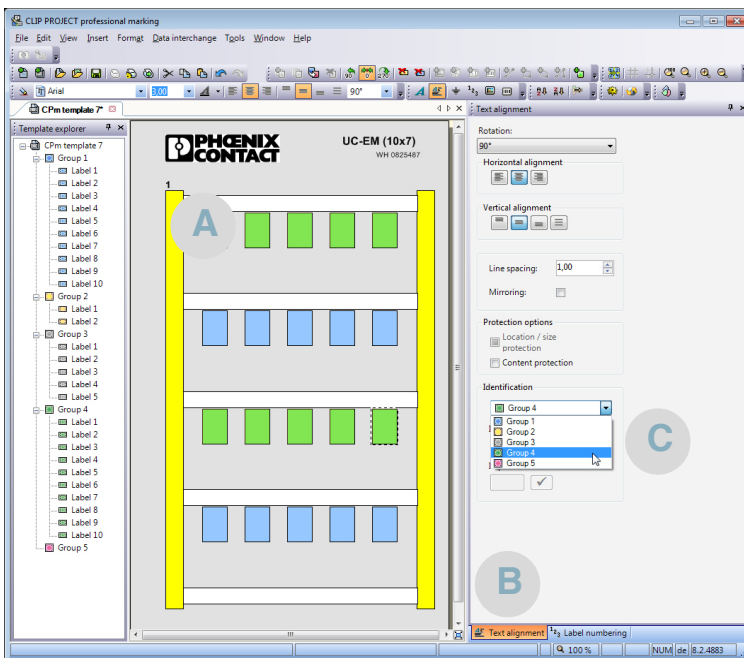 CLIP PROJECT professional marking
File Edit View Insert Format Data interchange Tools Window Help
Arial 3,00 90°
CPm template 7*
Template explorer
CPm template 7
Group 1
Label 1
Label 2
Label 3
Label 4
Label 5
Label 6
Label 7
Label 8
Label 9
Label 10
Group 2
Label 1
Label 2
Group 3
Label 1
Label 2
Label 3
Label 4
Label 5
Group 4
Label 1
Label 2
Label 3
Label 4
Label 5
Label 6
Label 7
Label 8
Label 9
Label 10
Group 5
PHŒNIX
CONTACT
UC-EM (10x7)
WH 0825487
1
A
Text alignment
Rotation:
90°
Horizontal alignment
Vertical alignment
Line spacing: 1,00
Mirroring:
Protection options
Location / size
protection
Content protection
Identification
Group 4
Group 1
Group 2
Group 3
Group 4
Group 5
C
B
Text alignment
Label numbering
100 %
NUM de 8.2.4883